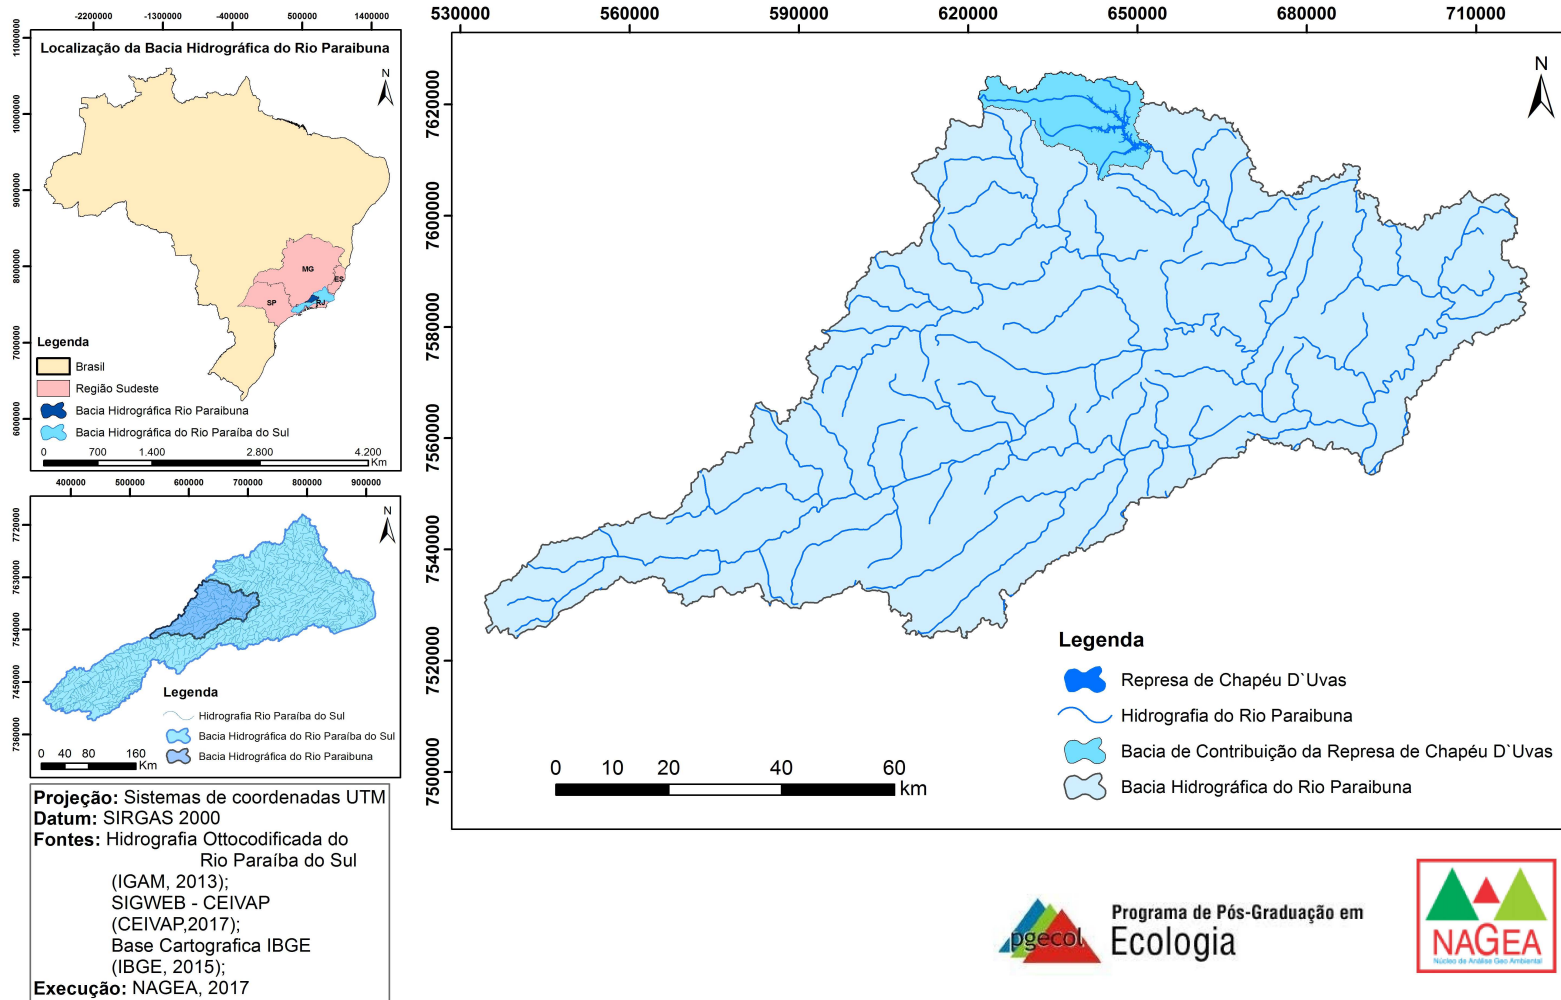 -2200000 -1300000 -400000 500000 1400000
11000000
10000000
9000000
8000000
7000000
6000000
Localização da Bacia Hidrográfica do Rio Paraibuna
N
MG
ES
SP
RJ
Legenda
Brasil
Região Sudeste
Bacia Hidrográfica Rio Paraibuna
Bacia Hidrográfica do Rio Paraíba do Sul
0 700 1.400 2.800 4.200
Km
400000 500000 600000 700000 800000 900000
7720000
7630000
7540000
7450000
7360000
N
Legenda
Hidrografia Rio Paraíba do Sul
Bacia Hidrográfica do Rio Paraíba do Sul
Bacia Hidrográfica do Rio Paraibuna
0 40 80 160
Km
Projeção: Sistemas de coordenadas UTM
Datum: SIRGAS 2000
Fontes: Hidrografia Ottocodificada do
Rio Paraíba do Sul
(IGAM, 2013);
SIGWEB - CEIVAP
(CEIVAP,2017);
Base Cartografica IBGE
(IBGE, 2015);
Execução: NAGEA, 2017
530000 560000 590000 620000 650000 680000 710000
7620000
7600000
7580000
7560000
7540000
7520000
7500000
N
Legenda
Represa de Chapéu D`Uvas
Hidrografia do Rio Paraibuna
Bacia de Contribuição da Represa de Chapéu D`Uvas
Bacia Hidrográfica do Rio Paraibuna
0 10 20 40 60
km
pgecol
Programa de Pós-Graduação em
Ecologia
NAGEA
Núcleo de Análise Geo Ambiental